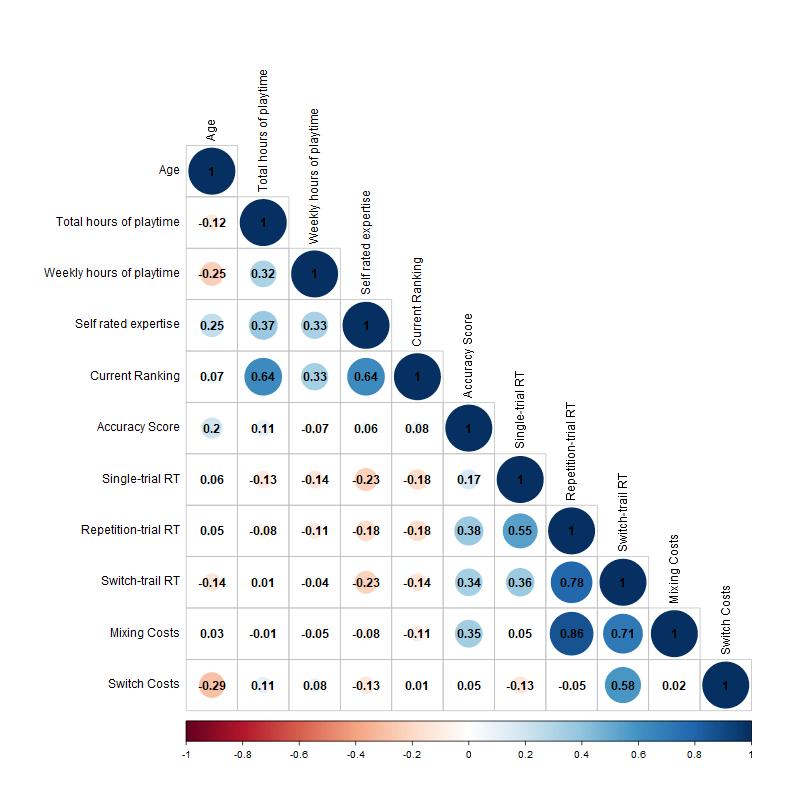 Age
Total hours of playtime
Weekly hours of playtime
Self rated expertise
Current Ranking
Accuracy Score
Single-trial RT
Repetition-trial RT
Switch-trail RT
Mixing Costs
Switch Costs
Age 1
Total hours of playtime -0.12 1
Weekly hours of playtime -0.25 0.32 1
Self rated expertise 0.25 0.37 0.33 1
Current Ranking 0.07 0.64 0.33 0.64 1
Accuracy Score 0.2 0.11 -0.07 0.06 0.08 1
Single-trial RT 0.06 -0.13 -0.14 -0.23 -0.18 0.17 1
Repetition-trial RT 0.05 -0.08 -0.11 -0.18 -0.18 0.38 0.55 1
Switch-trail RT -0.14 0.01 -0.04 -0.23 -0.14 0.34 0.36 0.78 1
Mixing Costs 0.03 -0.01 -0.05 -0.08 -0.11 0.35 0.05 0.86 0.71 1
Switch Costs -0.29 0.11 0.08 -0.13 0.01 0.05 -0.13 -0.05 0.58 0.02 1
-1 -0.8 -0.6 -0.4 -0.2 0 0.2 0.4 0.6 0.8 1